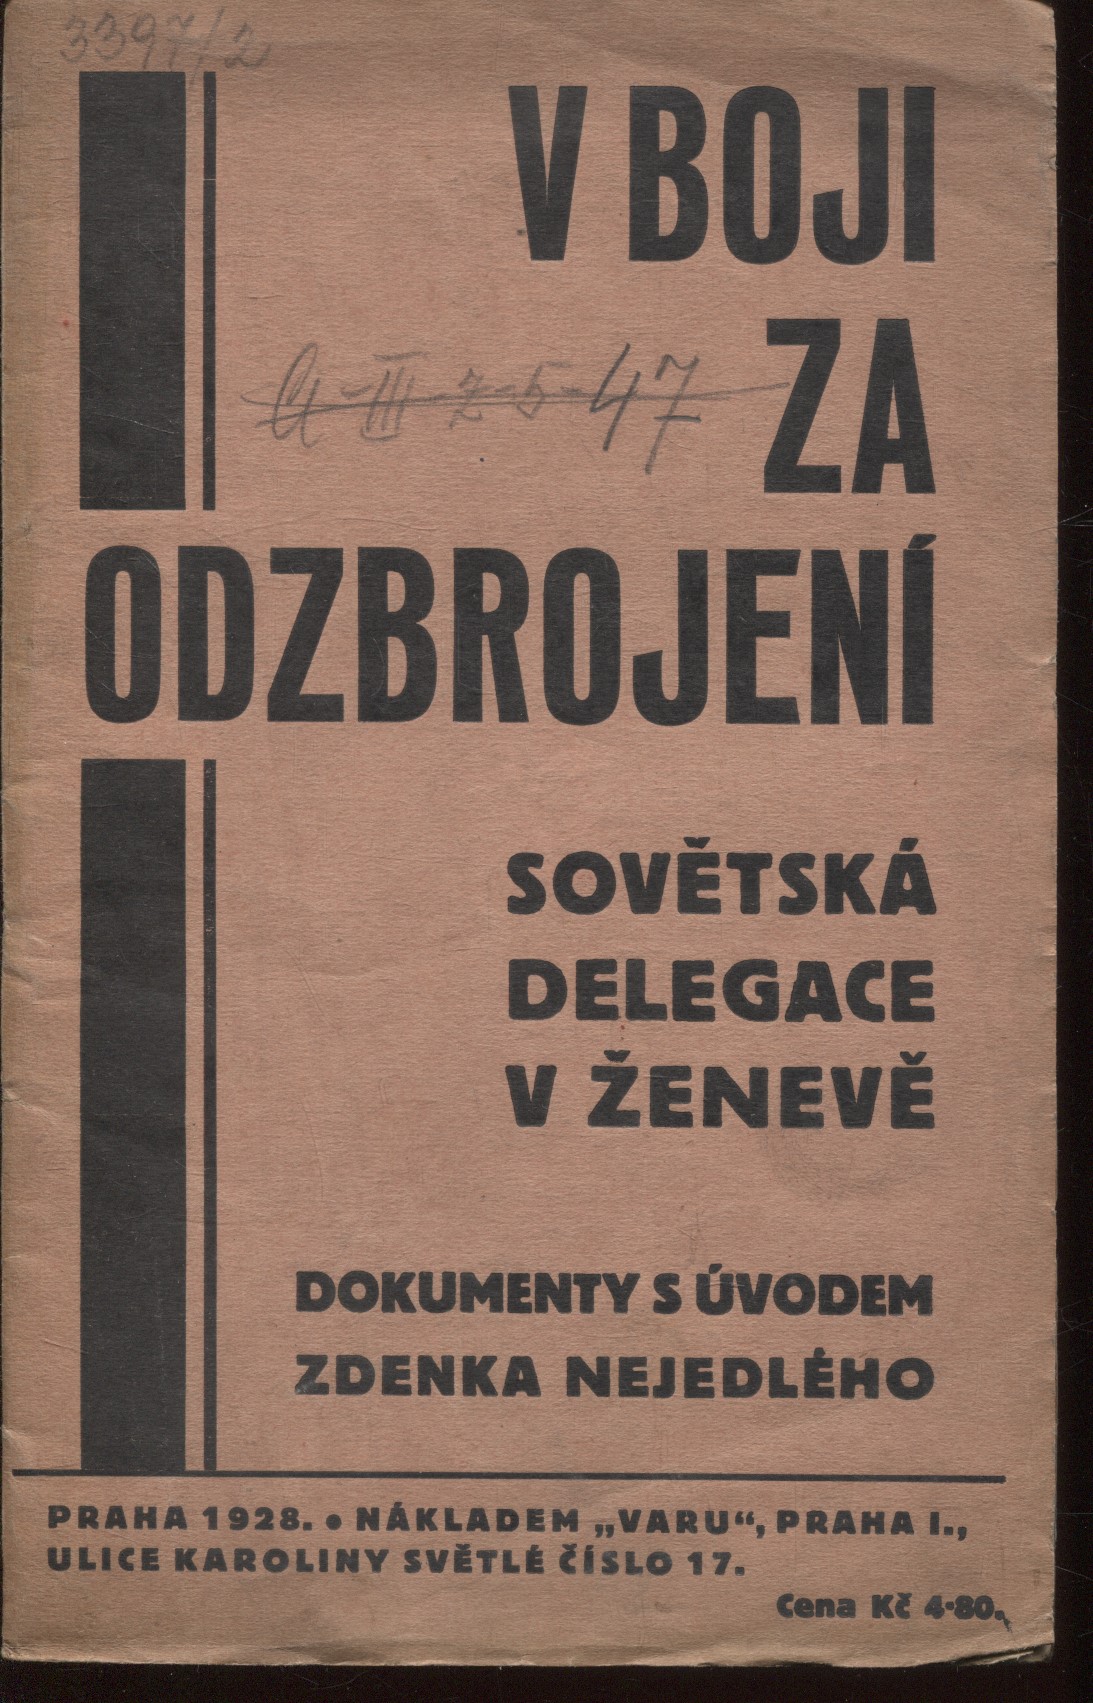 3397/2
V BOJI
ZA
A-III-z-5-47
ODZBROJENÍ
SOVĚTSKÁ
DELEGACE
V ŽENEVĚ
DOKUMENTY S ÚVODEM
ZDENKA NEJEDLÉHO
PRAHA 1928. • NÁKLADEM „VARU“, PRAHA I.,
ULICE KAROLINY SVĚTLÉ ČÍSLO 17.
Cena Kč 4·80.